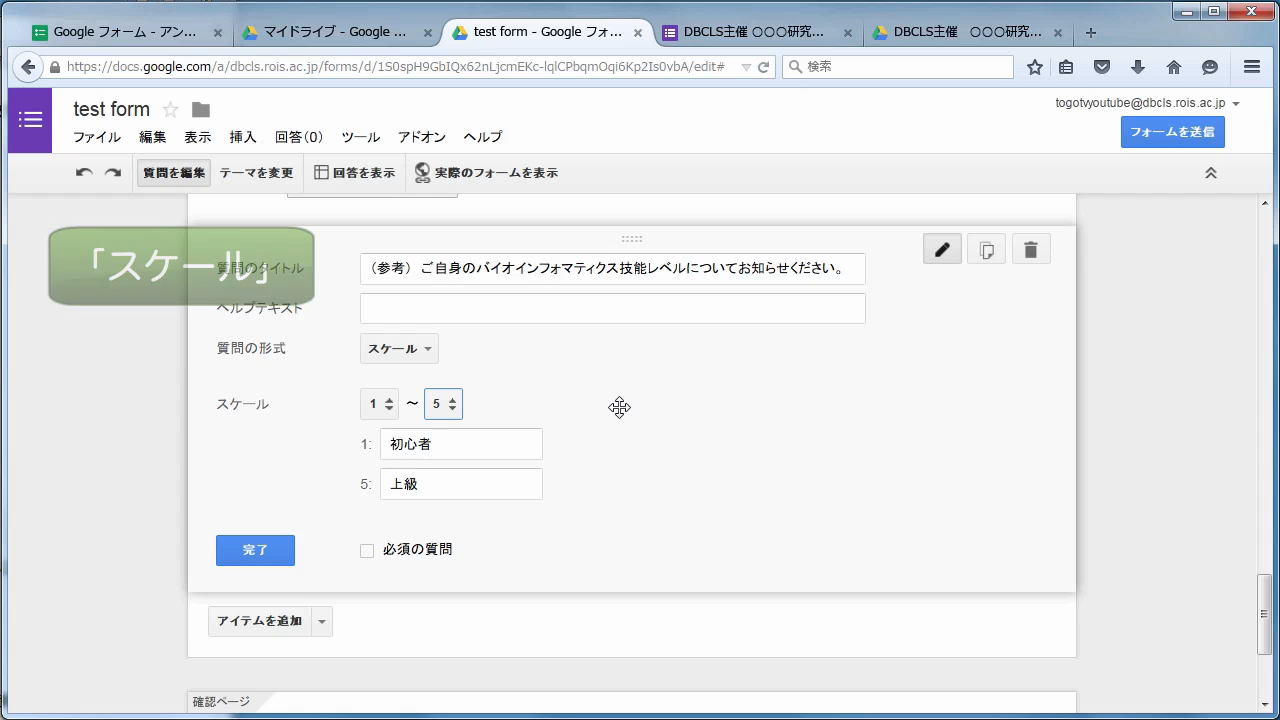 Google フォーム - アン...
マイドライブ - Google ...
test form - Google フォ...
DBCLS主催 〇〇〇研究...
DBCLS主催　〇〇〇研究...
https://docs.google.com/a/dbcls.rois.ac.jp/forms/d/1S0spH9GbIQx62nLjcmEKc-lqlCPbqmOqi6Kp2Is0vbA/edit#
検索
test form
togotvyoutube@dbcls.rois.ac.jp
ファイル 編集 表示 挿入 回答(0) ツール アドオン ヘルプ
フォームを送信
質問を編集 テーマを変更 回答を表示 実際のフォームを表示
「スケール」
質問のタイトル
（参考） ご自身のバイオインフォマティクス技能レベルについてお知らせください。
ヘルプテキスト
質問の形式 スケール
スケール 1 〜 5
1: 初心者
5: 上級
完了 必須の質問
アイテムを追加
確認ページ